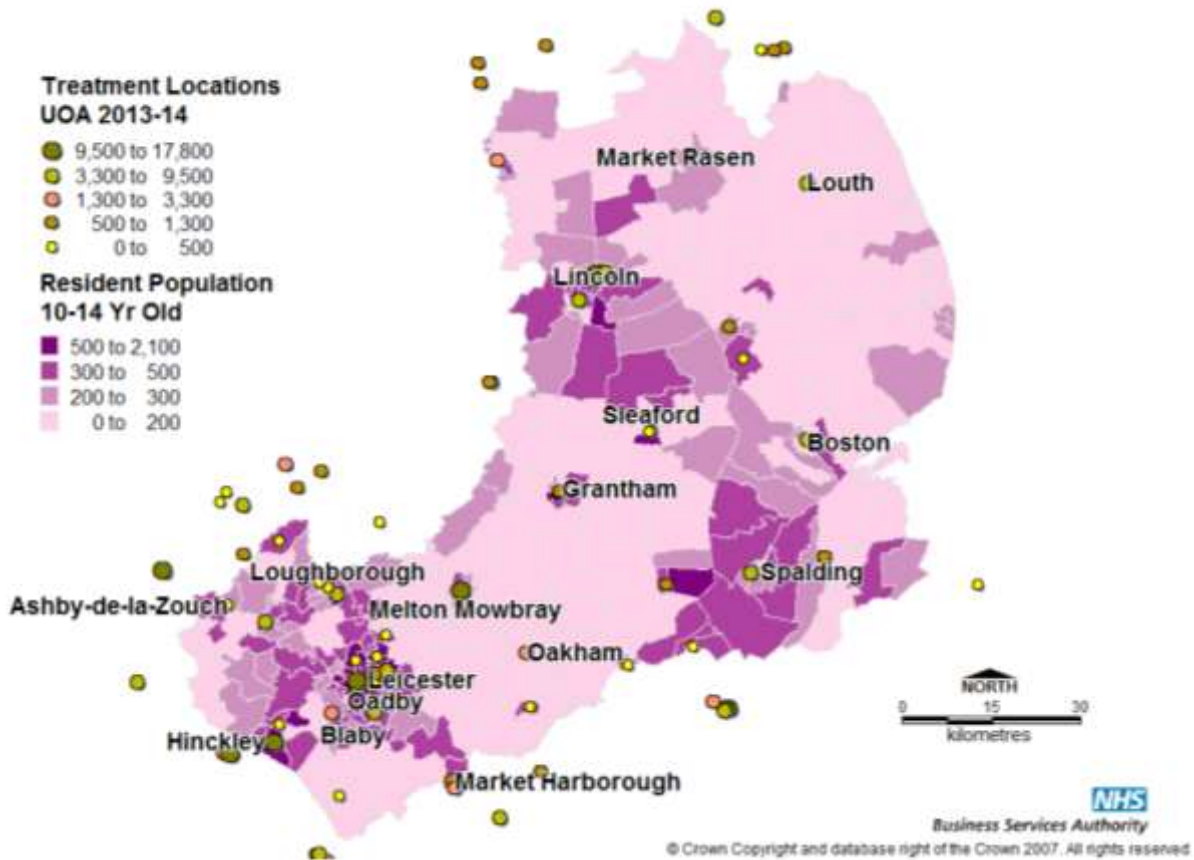 Treatment Locations
UOA 2013-14
9,500 to 17,800
3,300 to 9,500
1,300 to 3,300
500 to 1,300
0 to 500
Resident Population
10-14 Yr Old
500 to 2,100
300 to 500
200 to 300
0 to 200
Market Rasen
Louth
Lincoln
Sleaford
Boston
Grantham
Loughborough
Spalding
Ashby-de-la-Zouch
Melton Mowbray
Oakham
Leicester
Oadby
Blaby
Hinckley
Market Harborough
NORTH
0 15 30
kilometres
NHS
Business Services Authority
© Crown Copyright and database right of the Crown 2007. All rights reserved